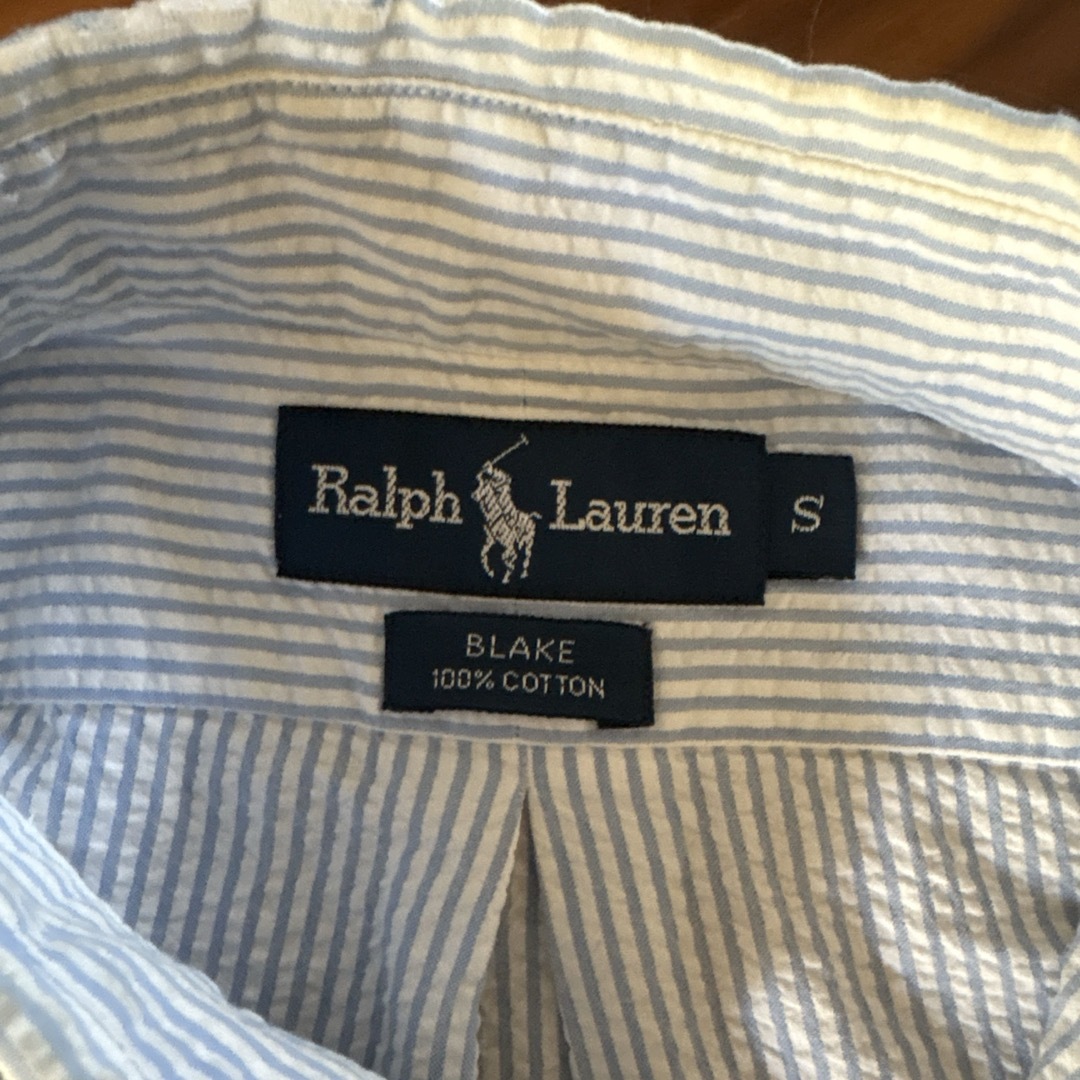 Ralph Lauren S
BLAKE
100% COTTON